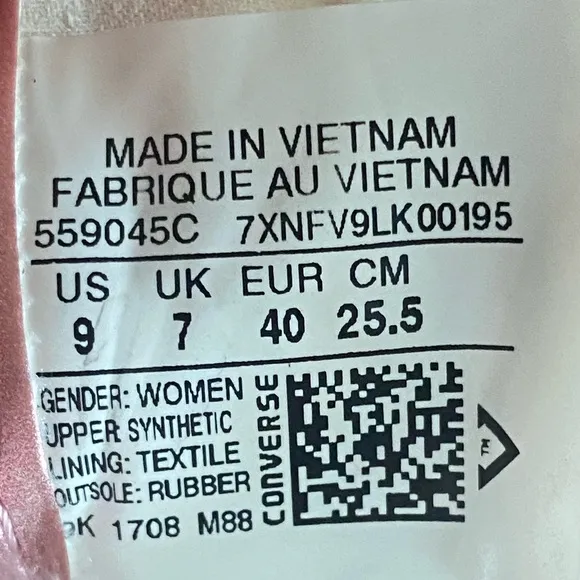 MADE IN VIETNAM
FABRIQUE AU VIETNAM
559045C 7XNFV9LK00195
US UK EUR CM
9 7 40 25.5
GENDER: WOMEN
UPPER SYNTHETIC
LINING: TEXTILE
OUTSOLE: RUBBER
1708 M88
CONVERSE
TM